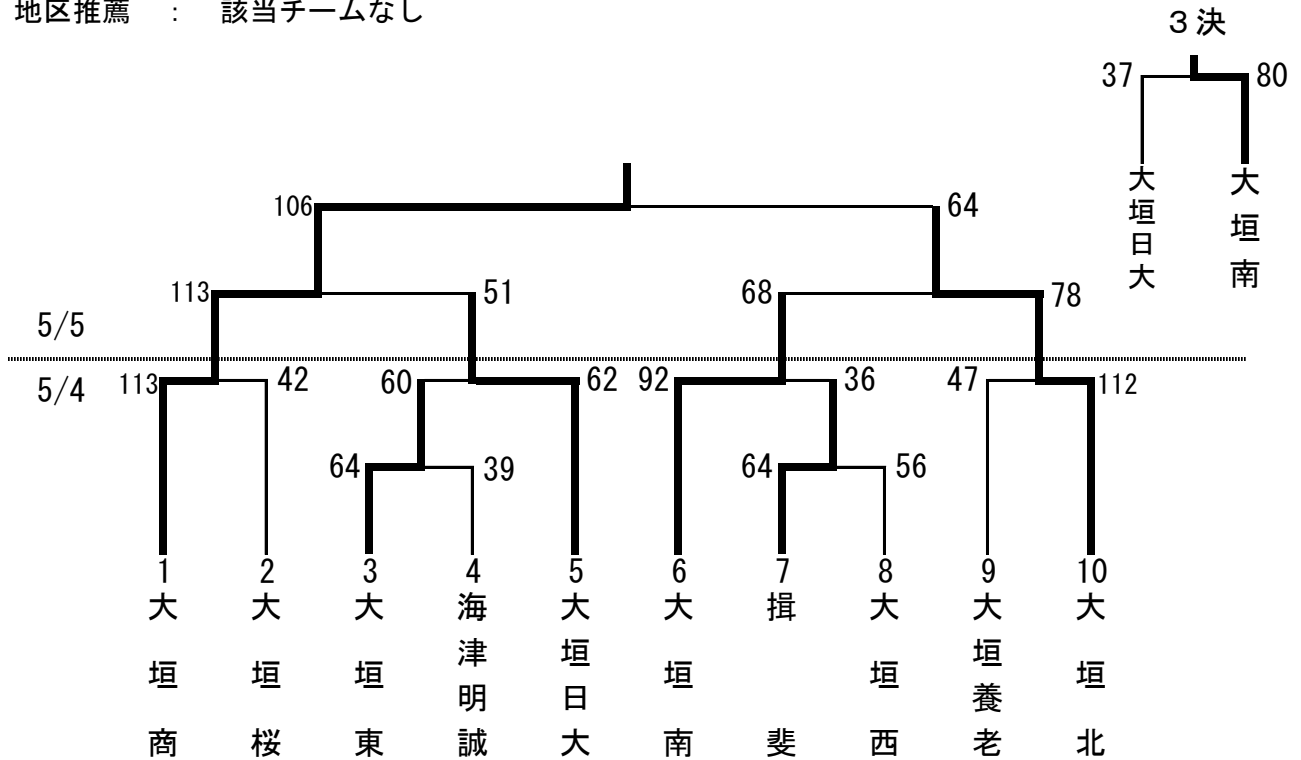 地区推薦 : 該当チームなし
3決
37 80
大垣日大 大垣南
106 64
113 51 68 78
5/5
5/4
113 42 60 62 92 36 47 112
64 39 64 56
1 2 3 4 5 6 7 8 9 10
大垣商 大垣桜 大垣東 海津明誠 大垣日大 大垣南 揖斐 大垣西 大垣養老 大垣北